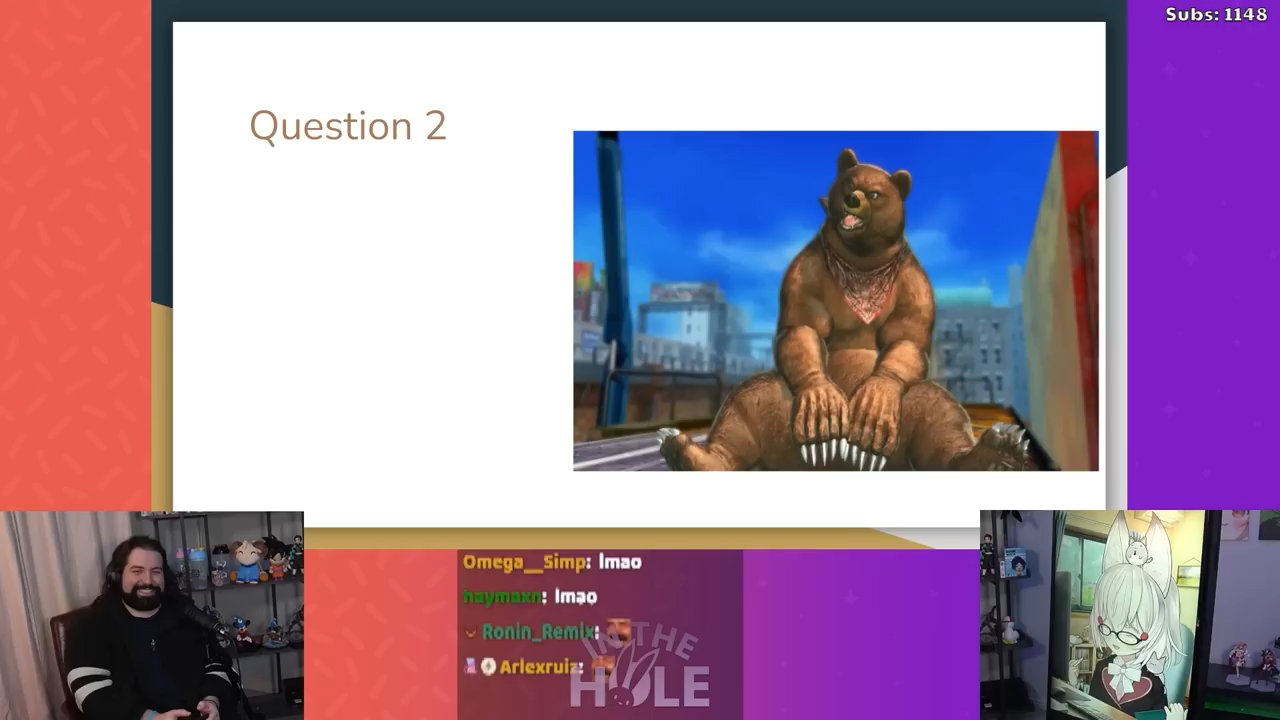 Subs: 1148
Question 2
Omega__Simp: lmao
haymaxn: lmao
Ronin_Remix:
Arlexruiz:
IN THE
HOLE